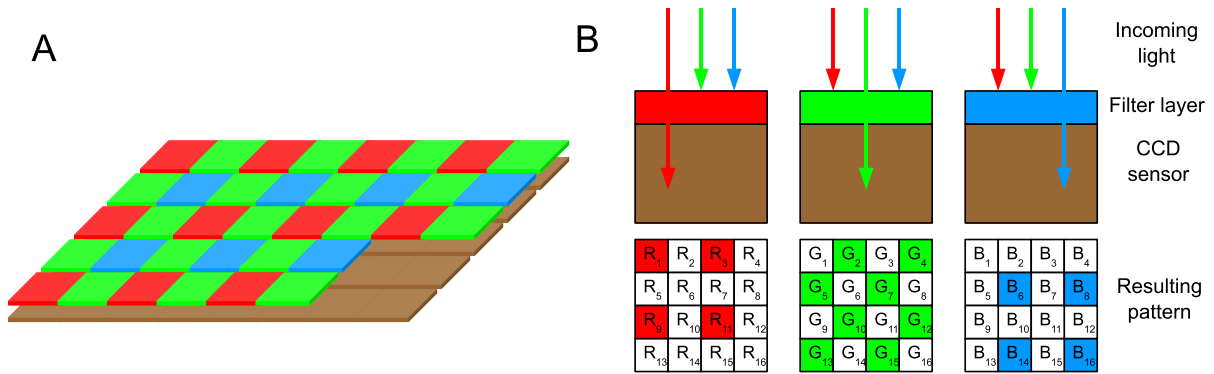 A
B
Incoming
light
Filter layer
CCD
sensor
R1 R2 R3 R4 G1 G2 G3 G4 B1 B2 B3 B4
R5 R6 R7 R8 G5 G6 G7 G8 B5 B6 B7 B8
R9 R10 R11 R12 G9 G10 G11 G12 B9 B10 B11 B12
R13 R14 R15 R16 G13 G14 G15 G16 B13 B14 B15 B16
Resulting
pattern